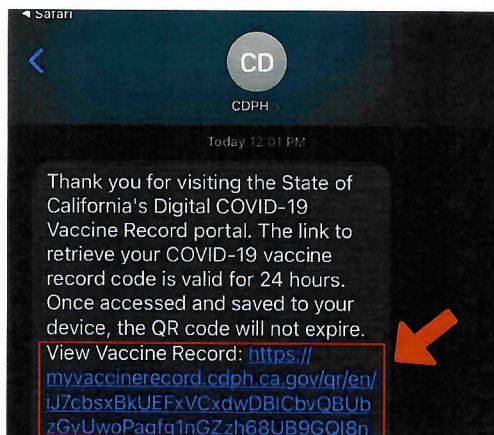 Safari
CD
CDPH
Today 12:01 PM
Thank you for visiting the State of
California's Digital COVID-19
Vaccine Record portal. The link to
retrieve your COVID-19 vaccine
record code is valid for 24 hours.
Once accessed and saved to your
device, the QR code will not expire.
View Vaccine Record: https://
myvaccinerecord.cdph.ca.gov/qr/en/